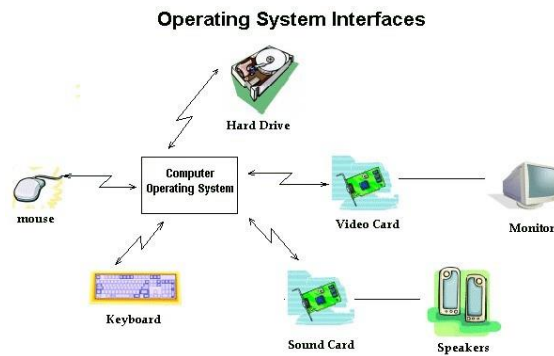 Operating System Interfaces
Hard Drive
Computer
Operating System
mouse
Video Card
Monitor
Keyboard
Sound Card
Speakers